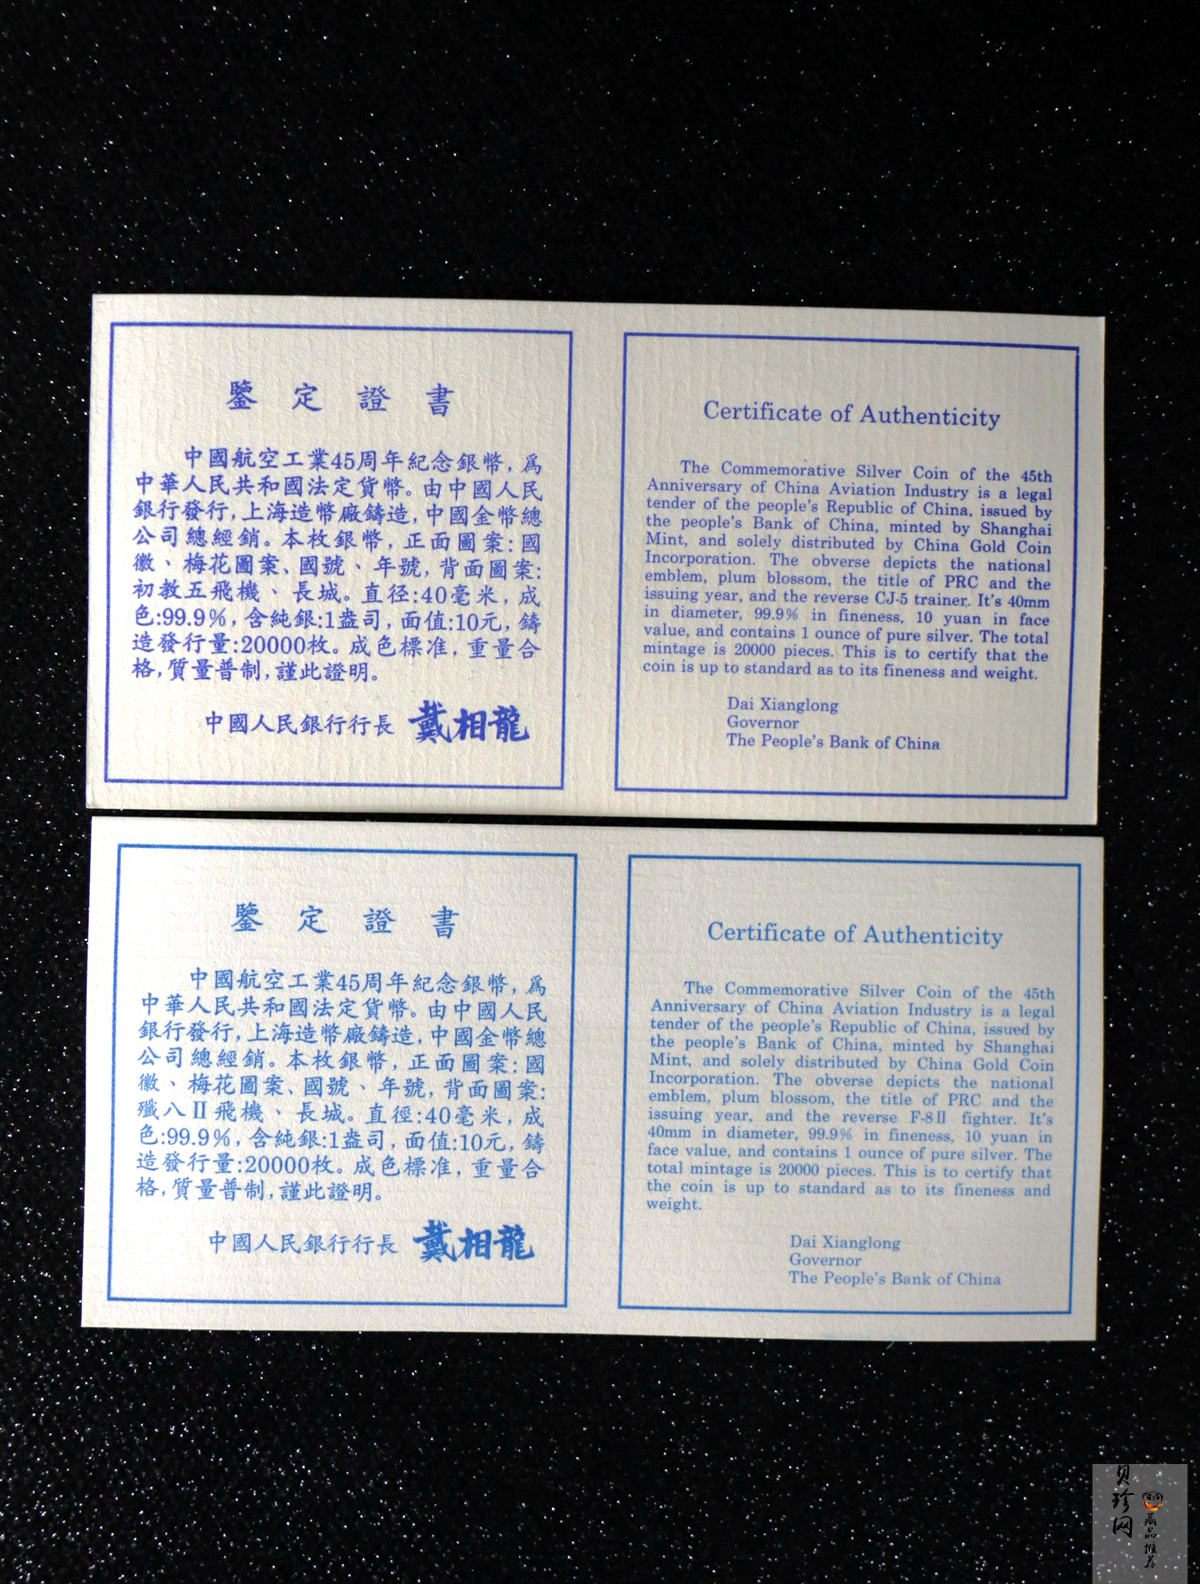 鑒定證書
中國航空工業45周年紀念銀幣,爲
中華人民共和國法定貨幣。由中國人民
銀行發行,上海造幣廠鑄造,中國金幣總
公司總經銷。本枚銀幣,正面圖案:國
徽、梅花圖案、國號、年號,背面圖案:
初教五飛機、長城。直径:40毫米,成
色:99.9%,含純銀:1盎司,面值:10元,鑄
造發行量:20000枚。成色標准,重量合
格,質量普制,謹此證明。
中國人民銀行行長 戴相龍
Certificate of Authenticity
The Commemorative Silver Coin of the 45th
Anniversary of China Aviation Industry is a legal
tender of the people's Republic of China, issued by
the people's Bank of China, minted by Shanghai
Mint, and solely distributed by China Gold Coin
Incorporation. The obverse depicts the national
emblem, plum blossom, the title of PRC and the
issuing year, and the reverse CJ-5 trainer. It's 40mm
in diameter, 99.9% in fineness, 10 yuan in face
value, and contains 1 ounce of pure silver. The total
mintage is 20000 pieces. This is to certify that the
coin is up to standard as to its fineness and weight.
Dai Xianglong
Governor
The People's Bank of China
鑒定證書
中國航空工業45周年紀念銀幣,爲
中華人民共和國法定貨幣。由中國人民
銀行發行,上海造幣廠鑄造,中國金幣總
公司總經銷。本枚銀幣,正面圖案:國
徽、梅花圖案、國號、年號,背面圖案:
殲八Ⅱ飛機、長城。直徑:40毫米,成
色:99.9%,含純銀:1盎司,面值:10元,鑄
造發行量:20000枚。成色標准,重量合
格,質量普制,謹此證明。
中國人民銀行行長 戴相龍
Certificate of Authenticity
The Commemorative Silver Coin of the 45th
Anniversary of China Aviation Industry is a legal
tender of the people's Republic of China, issued by
the people's Bank of China, minted by Shanghai
Mint, and solely distributed by China Gold Coin
Incorporation. The obverse depicts the national
emblem, plum blossom, the title of PRC and the
issuing year, and the reverse F-8Ⅱ fighter. It's
40mm in diameter, 99.9% in fineness, 10 yuan in
face value, and contains 1 ounce of pure silver. The
total mintage is 20000 pieces. This is to certify that
the coin is up to standard as to its fineness and
weight.
Dai Xianglong
Governor
The People's Bank of China
贝珍网
藏品推荐